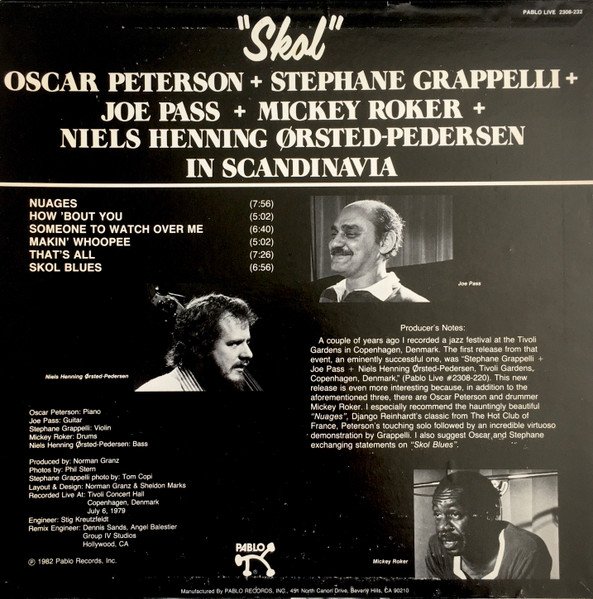 PABLO LIVE 2308-232
"Skol"
OSCAR PETERSON + STEPHANE GRAPPELLI +
JOE PASS + MICKEY ROKER +
NIELS HENNING ØRSTED-PEDERSEN
IN SCANDINAVIA
NUAGES (7:56)
HOW 'BOUT YOU (5:02)
SOMEONE TO WATCH OVER ME (6:40)
MAKIN' WHOOPEE (5:02)
THAT'S ALL (7:26)
SKOL BLUES (6:56)
Joe Pass
Niels Henning Ørsted-Pedersen
Producer's Notes:
A couple of years ago I recorded a jazz festival at the Tivoli
Gardens in Copenhagen, Denmark. The first release from that
event, an eminently successful one, was "Stephane Grappelli +
Joe Pass + Niels Henning Ørsted-Pedersen, Tivoli Gardens,
Copenhagen, Denmark," (Pablo Live #2308-220). This new
release is even more interesting because, in addition to the
aforementioned three, there are Oscar Peterson and drummer
Mickey Roker. I especially recommend the hauntingly beautiful
"Nuages", Django Reinhardt's classic from The Hot Club of
France, Peterson's touching solo followed by an incredible virtuoso
demonstration by Grappelli. I also suggest Oscar and Stephane
exchanging statements on "Skol Blues".
Oscar Peterson: Piano
Joe Pass: Guitar
Stephane Grappelli: Violin
Mickey Roker: Drums
Niels Henning Ørsted-Pedersen: Bass
Produced by: Norman Granz
Photos by: Phil Stern
Stephane Grappelli photo by: Tom Copi
Layout & Design: Norman Granz & Sheldon Marks
Recorded Live At: Tivoli Concert Hall
Copenhagen, Denmark
July 6, 1979
Engineer: Stig Kreutzfeldt
Remix Engineer: Dennis Sands, Angel Balestier
Group IV Studios
Hollywood, CA
℗ 1982 Pablo Records, Inc.
PABLO
Mickey Roker
Manufactured By PABLO RECORDS, INC., 451 North Canon Drive, Beverly Hills, CA 90210